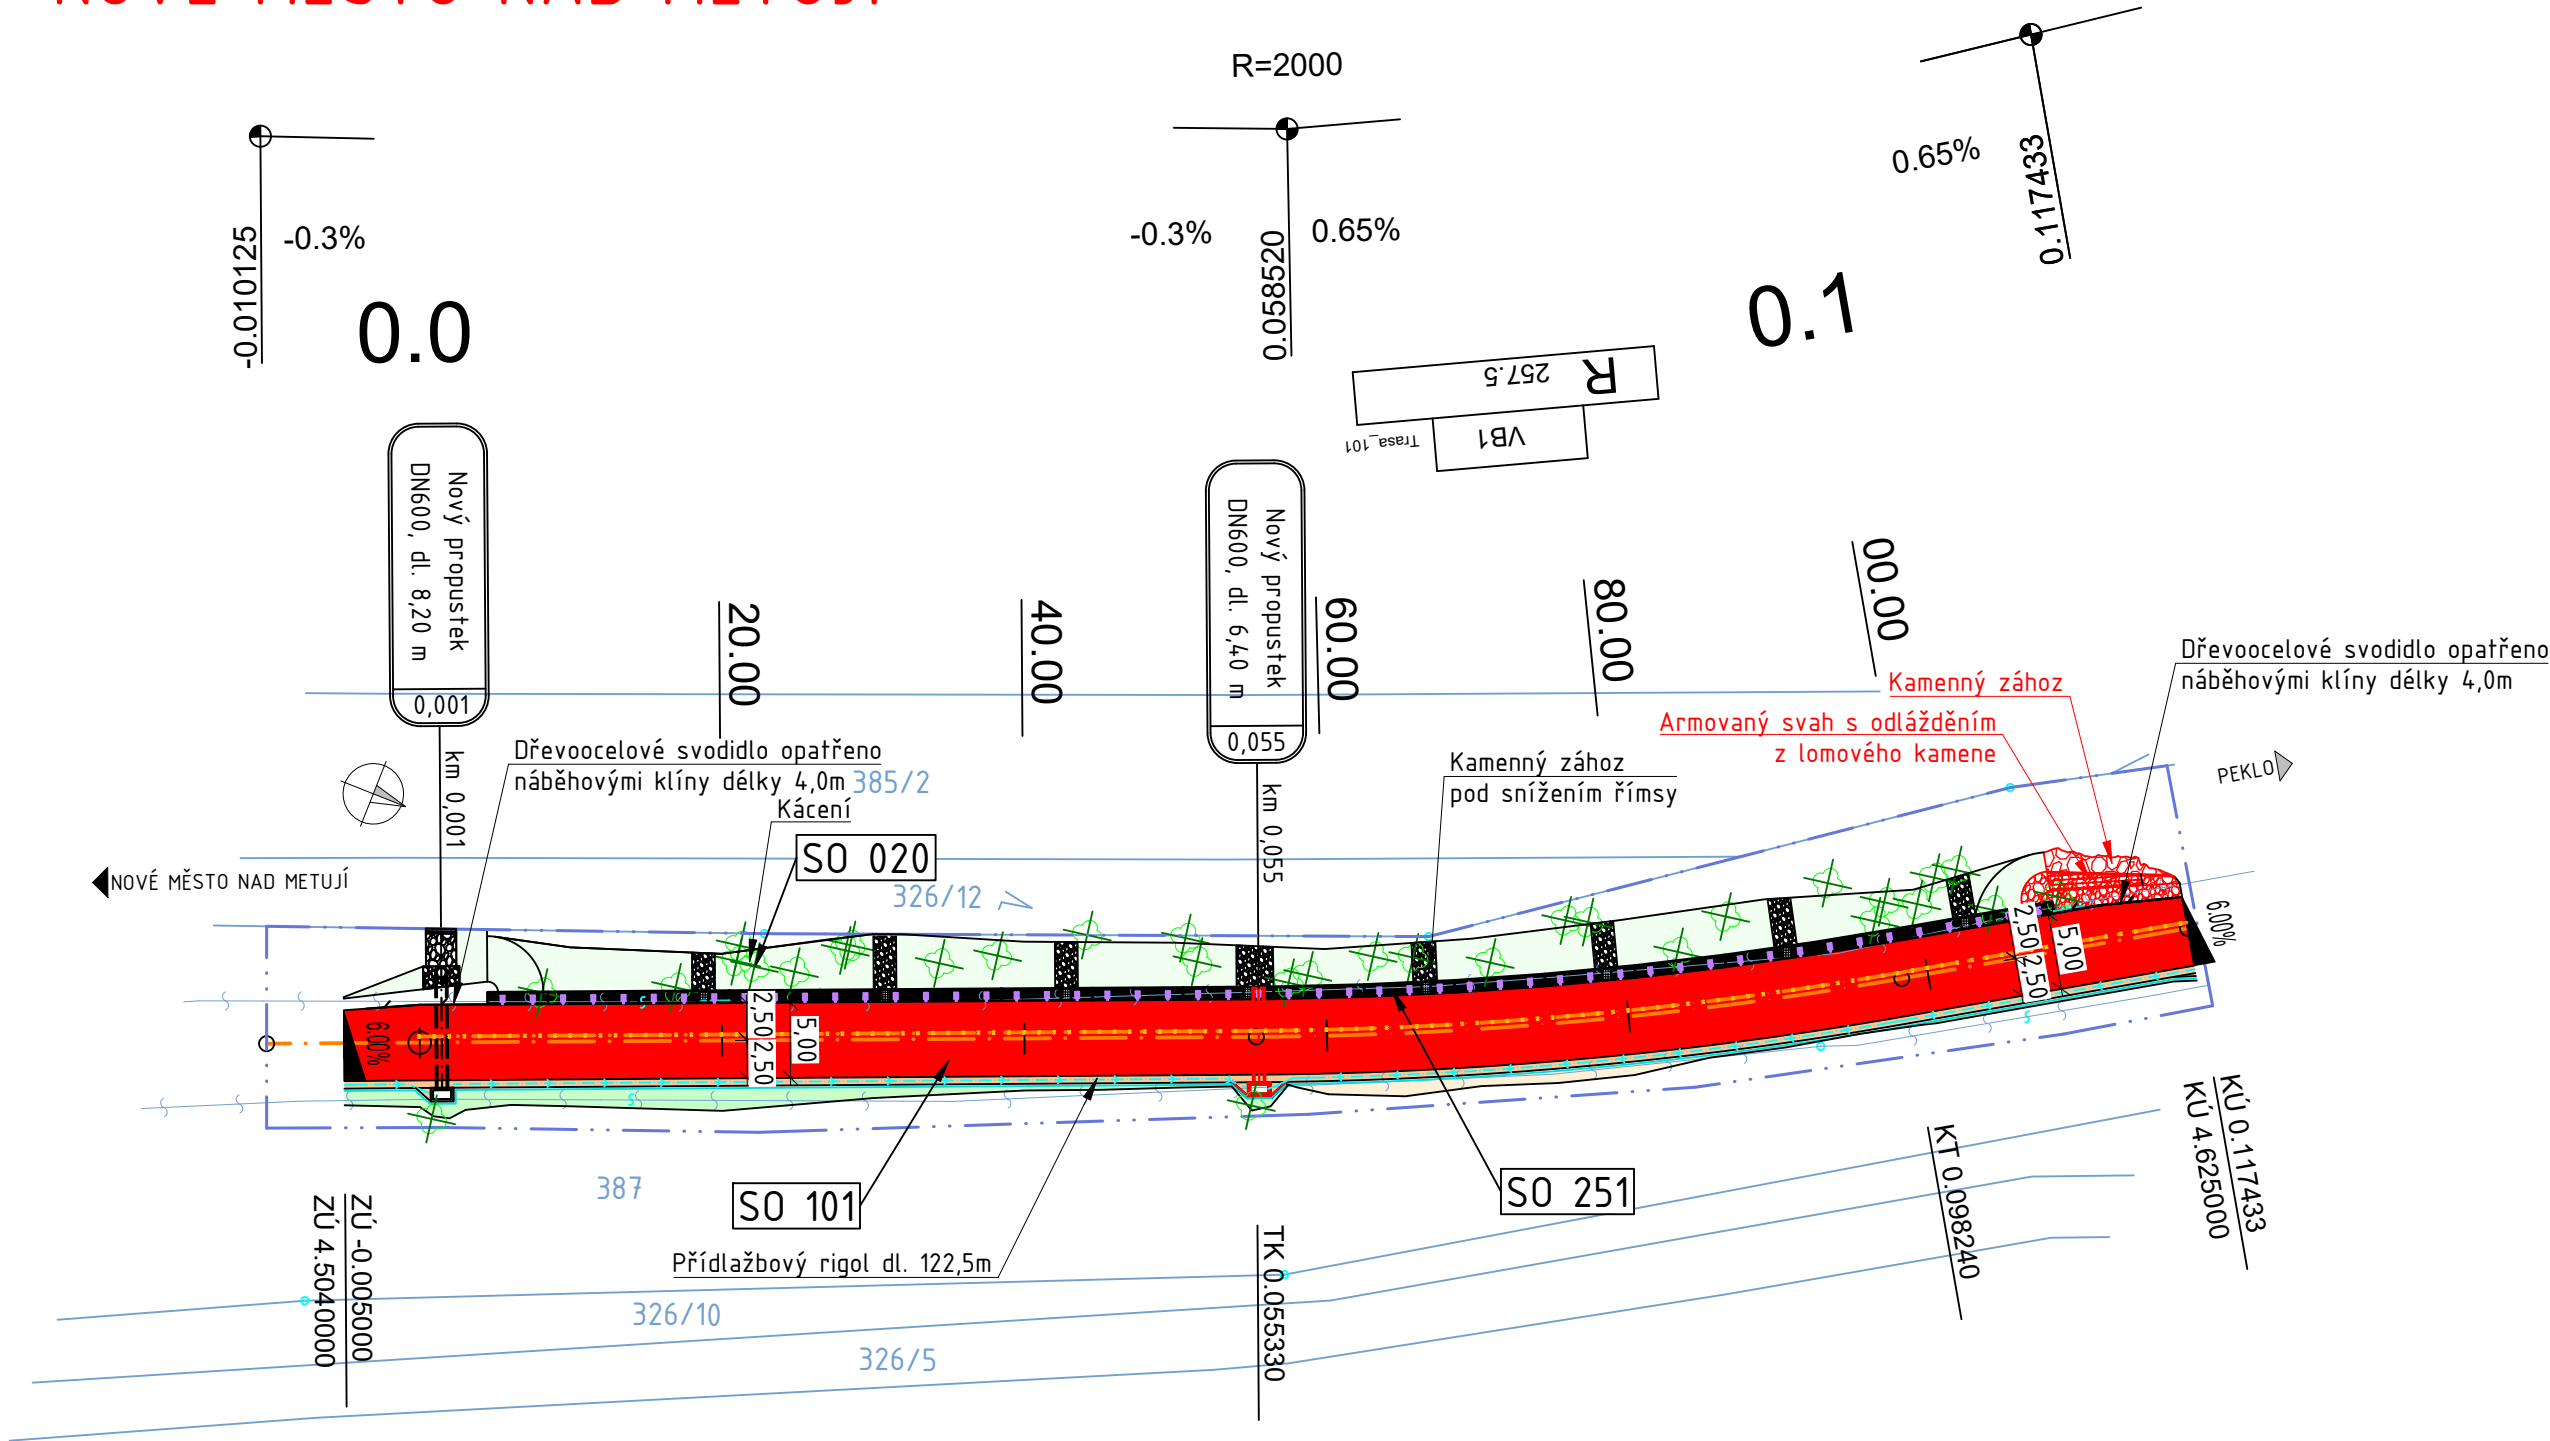 R=2000
-0.010125
-0.3%
-0.3%
0.058520
0.65%
0.65%
0.117433
0.0
0.1
R
257.5
VB1
Trasa_101
Nový propustek
DN600, dl. 8,20 m
0,001
km 0,001
Nový propustek
DN600, dl. 6,40 m
0,055
km 0,055
20.00
40.00
60.00
80.00
00.00
Dřevoocelové svodidlo opatřeno
náběhovými klíny délky 4,0m
385/2
Kácení
SO 020
326/12
Kamenný zához
pod snížením římsy
Kamenný zához
Armovaný svah s odlážděním
z lomového kamene
Dřevoocelové svodidlo opatřeno
náběhovými klíny délky 4,0m
PEKLO
NOVÉ MĚSTO NAD METUJÍ
6.00%
2,50
2,50
5,00
2,50
2,50
5,00
6.00%
387
SO 101
SO 251
Přídlažbový rigol dl. 122,5m
326/10
326/5
ZÚ -0.005000
ZÚ 4.504000
TK 0.055330
KT 0.098240
KÚ 0.117433
KÚ 4.625000